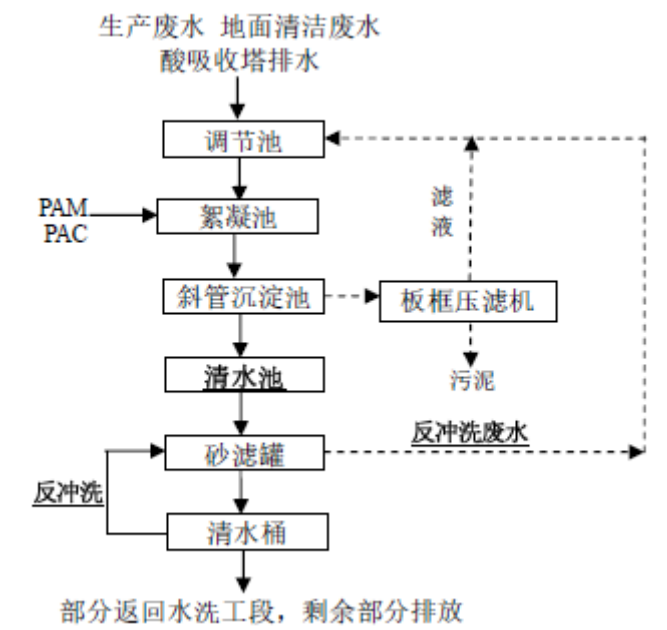 生产废水 地面清洁废水
酸吸收塔排水
调节池
PAM
PAC
絮凝池
滤
液
斜管沉淀池
板框压滤机
清水池
污泥
反冲洗废水
砂滤罐
反冲洗
清水桶
部分返回水洗工段，剩余部分排放